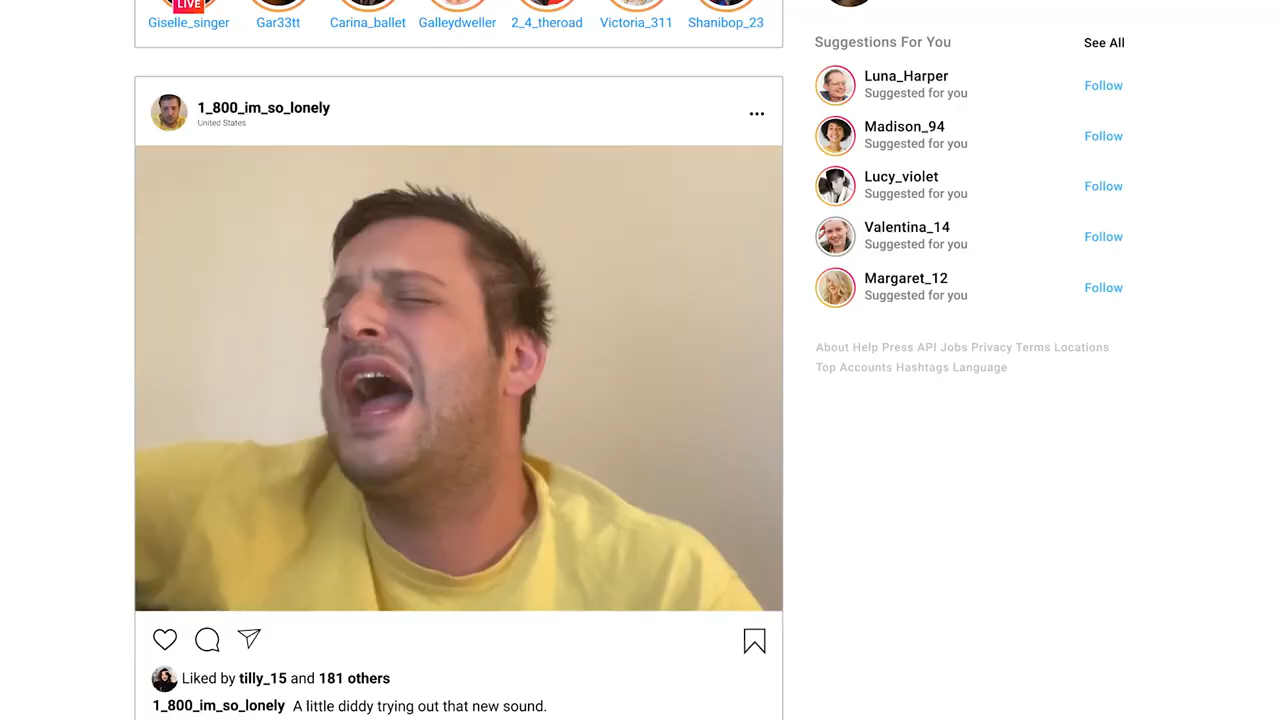 LIVE
Giselle_singer Gar33tt Carina_ballet Galleydweller 2_4_theroad Victoria_311 Shanibop_23
1_800_im_so_lonely
United States
Liked by tilly_15 and 181 others
1_800_im_so_lonely A little diddy trying out that new sound.
Suggestions For You See All
Luna_Harper
Suggested for you Follow
Madison_94
Suggested for you Follow
Lucy_violet
Suggested for you Follow
Valentina_14
Suggested for you Follow
Margaret_12
Suggested for you Follow
About Help Press API Jobs Privacy Terms Locations
Top Accounts Hashtags Language